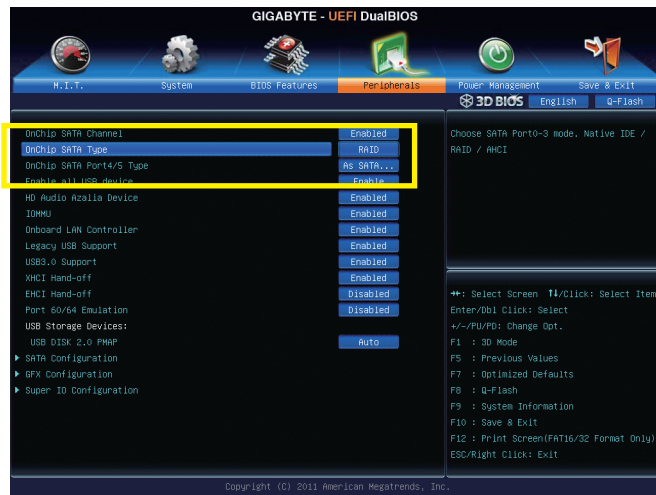 GIGABYTE - UEFI DualBIOS
M.I.T. System BIOS Features Peripherals Power Management Save & Exit
3D BIOS English Q-Flash
OnChip SATA Channel Enabled
OnChip SATA Type RAID
OnChip SATA Port4/5 Type As SATA...
Enable all USB device Enable
HD Audio Azalia Device Enabled
IOMMU Enabled
Onboard LAN Controller Enabled
Legacy USB Support Enabled
USB3.0 Support Enabled
XHCI Hand-off Enabled
EHCI Hand-off Disabled
Port 60/64 Emulation Disabled
USB Storage Devices:
USB DISK 2.0 PMAP Auto
SATA Configuration
GFX Configuration
Super IO Configuration
Choose SATA Port0-3 mode. Native IDE /
RAID / AHCI
→←: Select Screen ↑↓/Click: Select Item
Enter/Dbl Click: Select
+/-/PU/PD: Change Opt.
F1 : 3D Mode
F5 : Previous Values
F7 : Optimized Defaults
F8 : Q-Flash
F9 : System Information
F10 : Save & Exit
F12 : Print Screen(FAT16/32 Format Only)
ESC/Right Click: Exit
Copyright (C) 2011 American Megatrends, Inc.